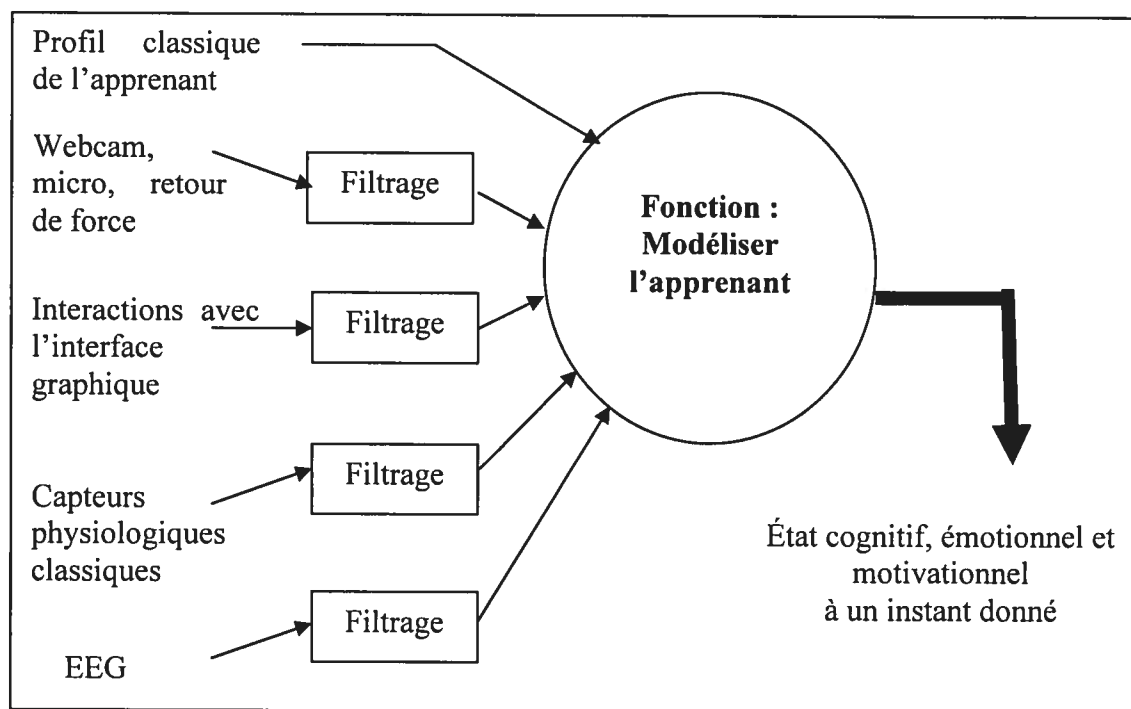 Profil classique
de l'apprenant
Webcam,
micro, retour
de force
Filtrage
Interactions avec
l'interface
graphique
Filtrage
Capteurs
physiologiques
classiques
Filtrage
EEG
Filtrage
Fonction :
Modéliser
l'apprenant
État cognitif, émotionnel et
motivationnel
à un instant donné